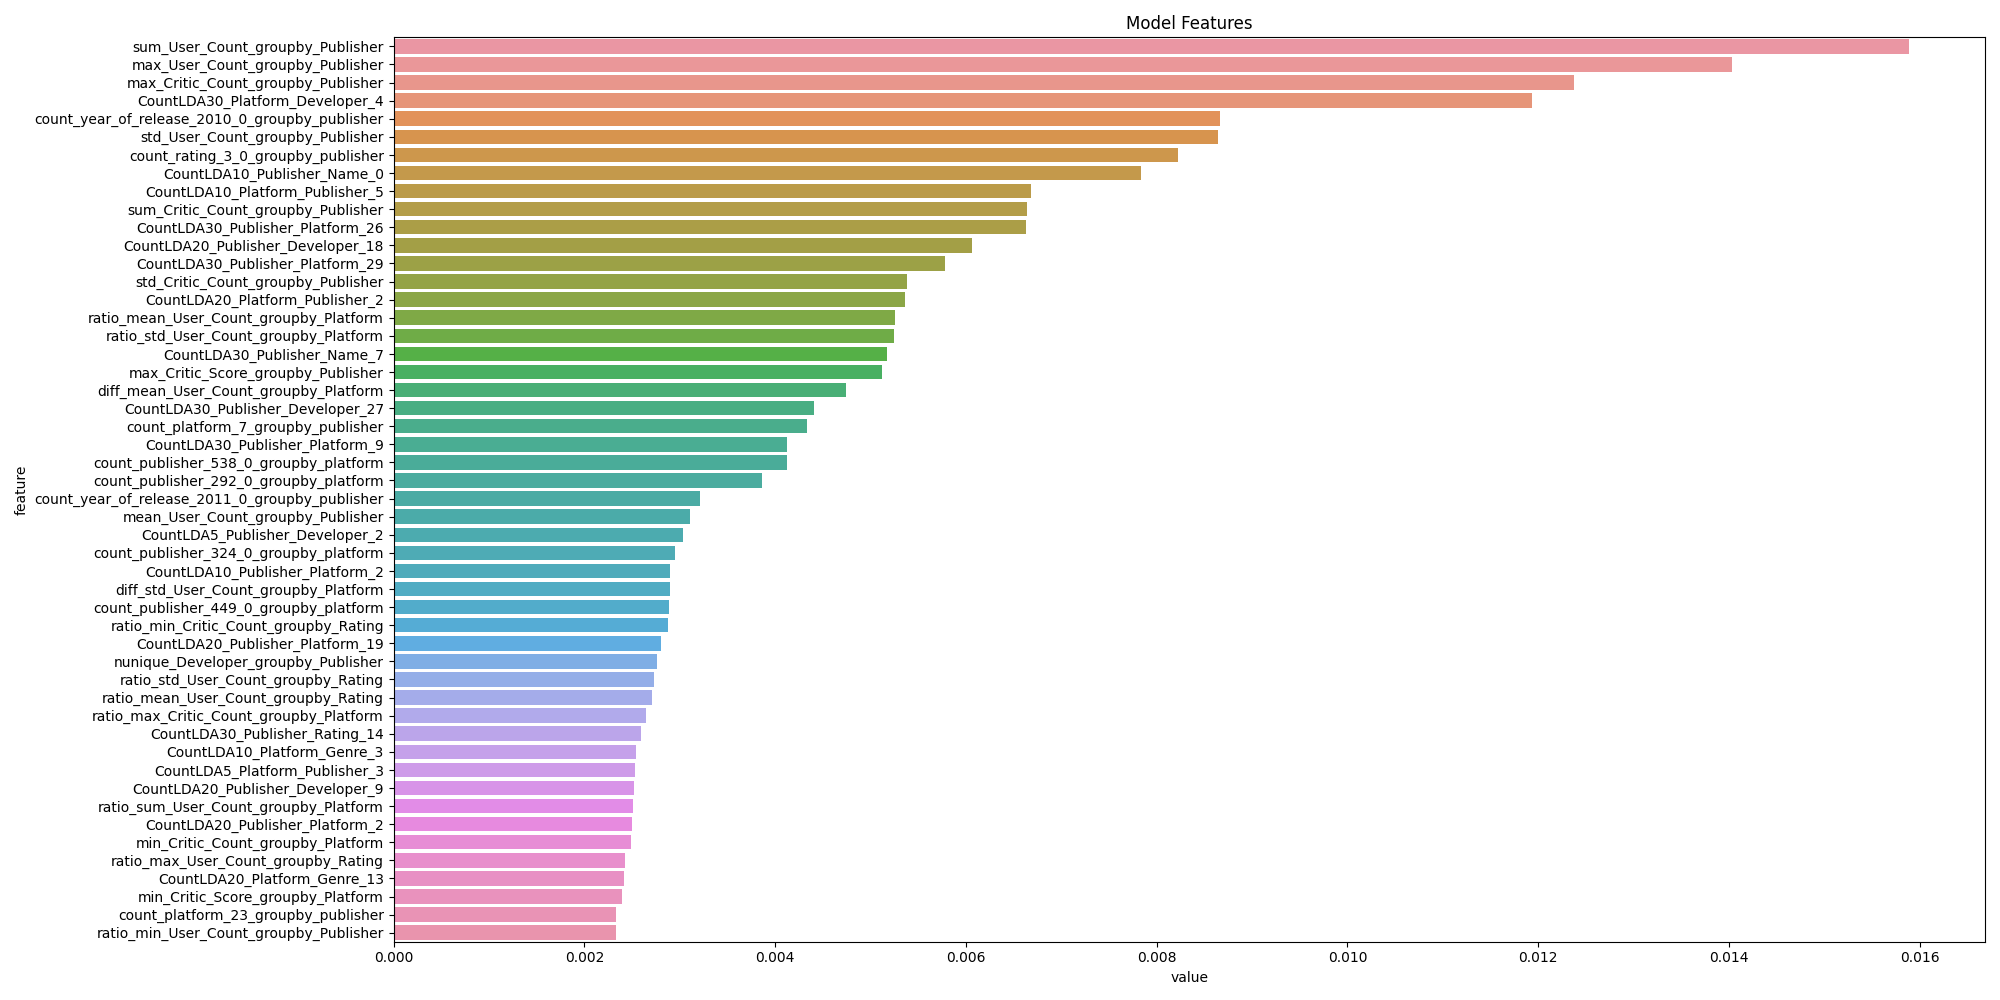 Model Features
sum_User_Count_groupby_Publisher
max_User_Count_groupby_Publisher
max_Critic_Count_groupby_Publisher
CountLDA30_Platform_Developer_4
count_year_of_release_2010_0_groupby_publisher
std_User_Count_groupby_Publisher
count_rating_3_0_groupby_publisher
CountLDA10_Publisher_Name_0
CountLDA10_Platform_Publisher_5
sum_Critic_Count_groupby_Publisher
CountLDA30_Publisher_Platform_26
CountLDA20_Publisher_Developer_18
CountLDA30_Publisher_Platform_29
std_Critic_Count_groupby_Publisher
CountLDA20_Platform_Publisher_2
ratio_mean_User_Count_groupby_Platform
ratio_std_User_Count_groupby_Platform
CountLDA30_Publisher_Name_7
max_Critic_Score_groupby_Publisher
diff_mean_User_Count_groupby_Platform
CountLDA30_Publisher_Developer_27
count_platform_7_groupby_publisher
CountLDA30_Publisher_Platform_9
count_publisher_538_0_groupby_platform
count_publisher_292_0_groupby_platform
count_year_of_release_2011_0_groupby_publisher
mean_User_Count_groupby_Publisher
CountLDA5_Publisher_Developer_2
count_publisher_324_0_groupby_platform
CountLDA10_Publisher_Platform_2
diff_std_User_Count_groupby_Platform
count_publisher_449_0_groupby_platform
ratio_min_Critic_Count_groupby_Rating
CountLDA20_Publisher_Platform_19
nunique_Developer_groupby_Publisher
ratio_std_User_Count_groupby_Rating
ratio_mean_User_Count_groupby_Rating
ratio_max_Critic_Count_groupby_Platform
CountLDA30_Publisher_Rating_14
CountLDA10_Platform_Genre_3
CountLDA5_Platform_Publisher_3
CountLDA20_Publisher_Developer_9
ratio_sum_User_Count_groupby_Platform
CountLDA20_Publisher_Platform_2
min_Critic_Count_groupby_Platform
ratio_max_User_Count_groupby_Rating
CountLDA20_Platform_Genre_13
min_Critic_Score_groupby_Platform
count_platform_23_groupby_publisher
ratio_min_User_Count_groupby_Publisher
feature
0.000 0.002 0.004 0.006 0.008 0.010 0.012 0.014 0.016
value